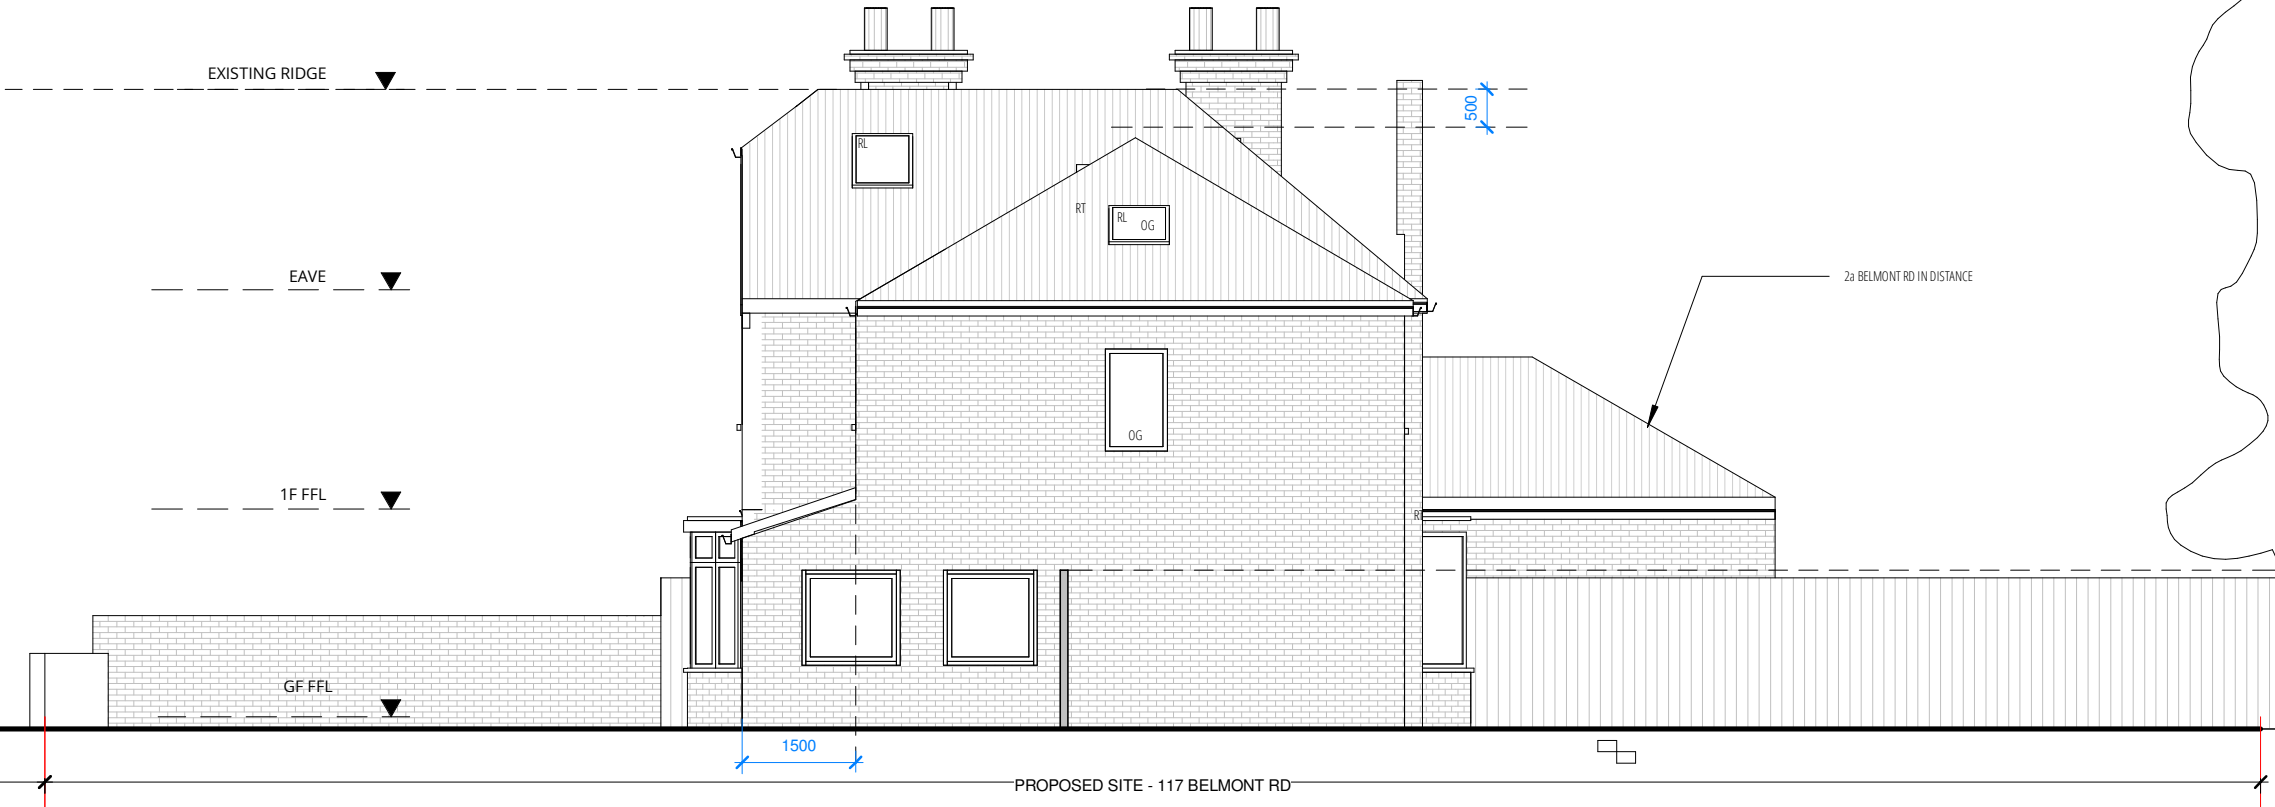 EXISTING RIDGE
500
RL
RT
RL
OG
EAVE
2a BELMONT RD IN DISTANCE
OG
1F FFL
RT
GF FFL
1500
PROPOSED SITE - 117 BELMONT RD